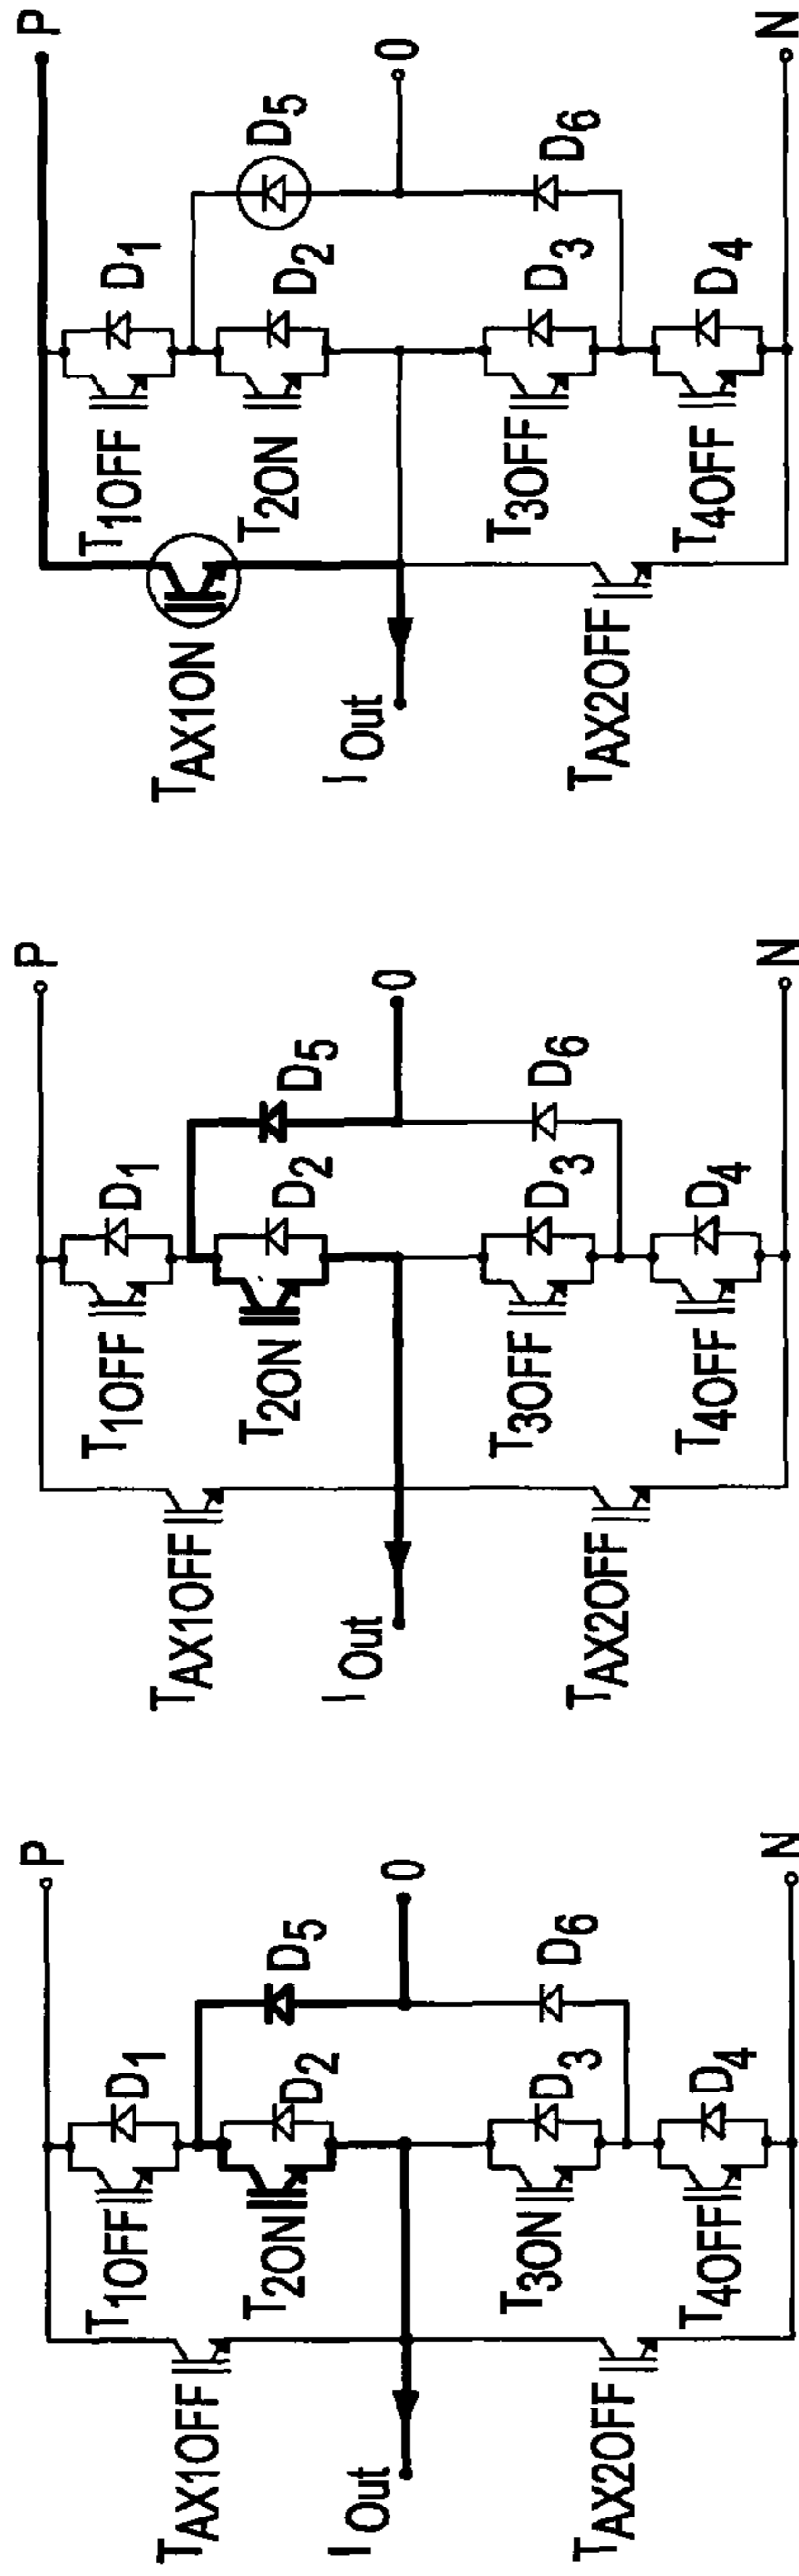 P
TAX1OFF
T1OFF
D1
T2ON
D2
D5
IOut
0
TAX2OFF
T3ON
D3
D6
T4OFF
D4
N
P
TAX1OFF
T1OFF
D1
T2ON
D2
D5
IOut
0
TAX2OFF
T3OFF
D3
D6
T4OFF
D4
N
P
TAX1ON
T1OFF
D1
T2ON
D2
D5
IOut
0
TAX2OFF
T3OFF
D3
D6
T4OFF
D4
N